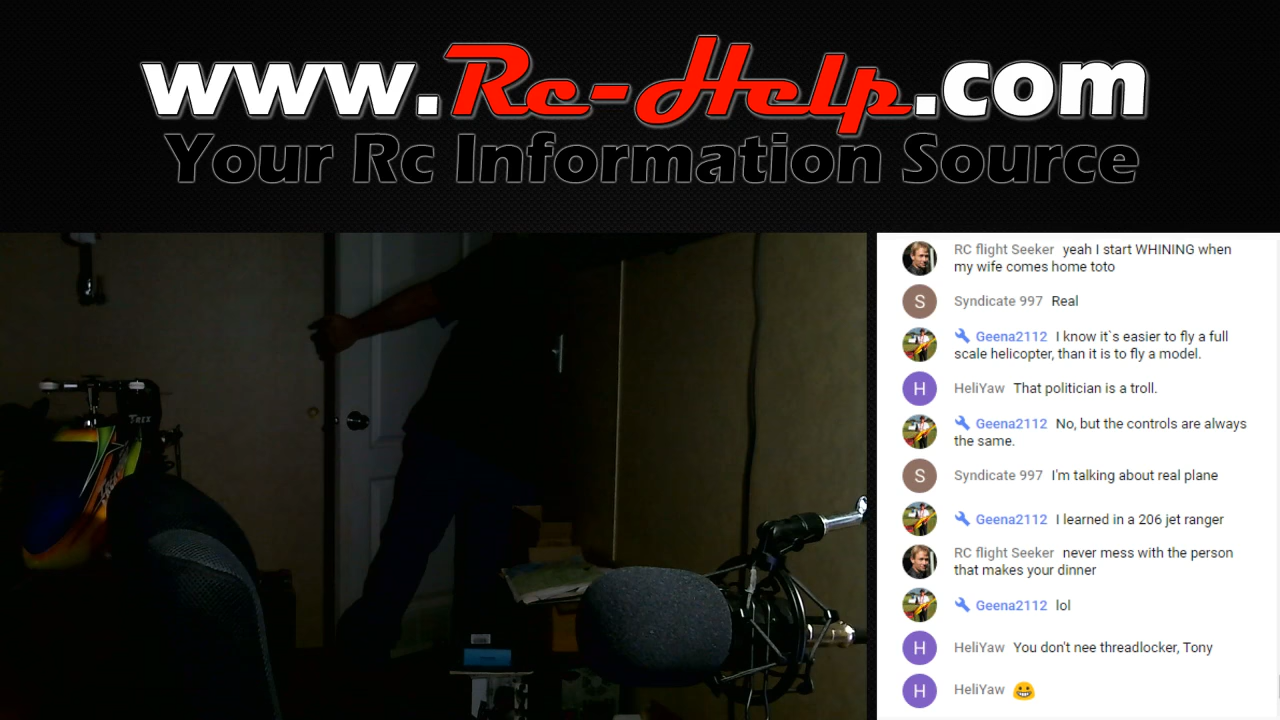 www.Rc-Help.com
Your Rc Information Source
RC flight Seeker yeah I start WHINING when
my wife comes home toto
S
Syndicate 997 Real
Geena2112 I know it`s easier to fly a full
scale helicopter, than it is to fly a model.
H
HeliYaw That politician is a troll.
Geena2112 No, but the controls are always
the same.
S
Syndicate 997 I'm talking about real plane
Geena2112 I learned in a 206 jet ranger
RC flight Seeker never mess with the person
that makes your dinner
Geena2112 lol
H
HeliYaw You don't nee threadlocker, Tony
H
HeliYaw 😀
T-REX